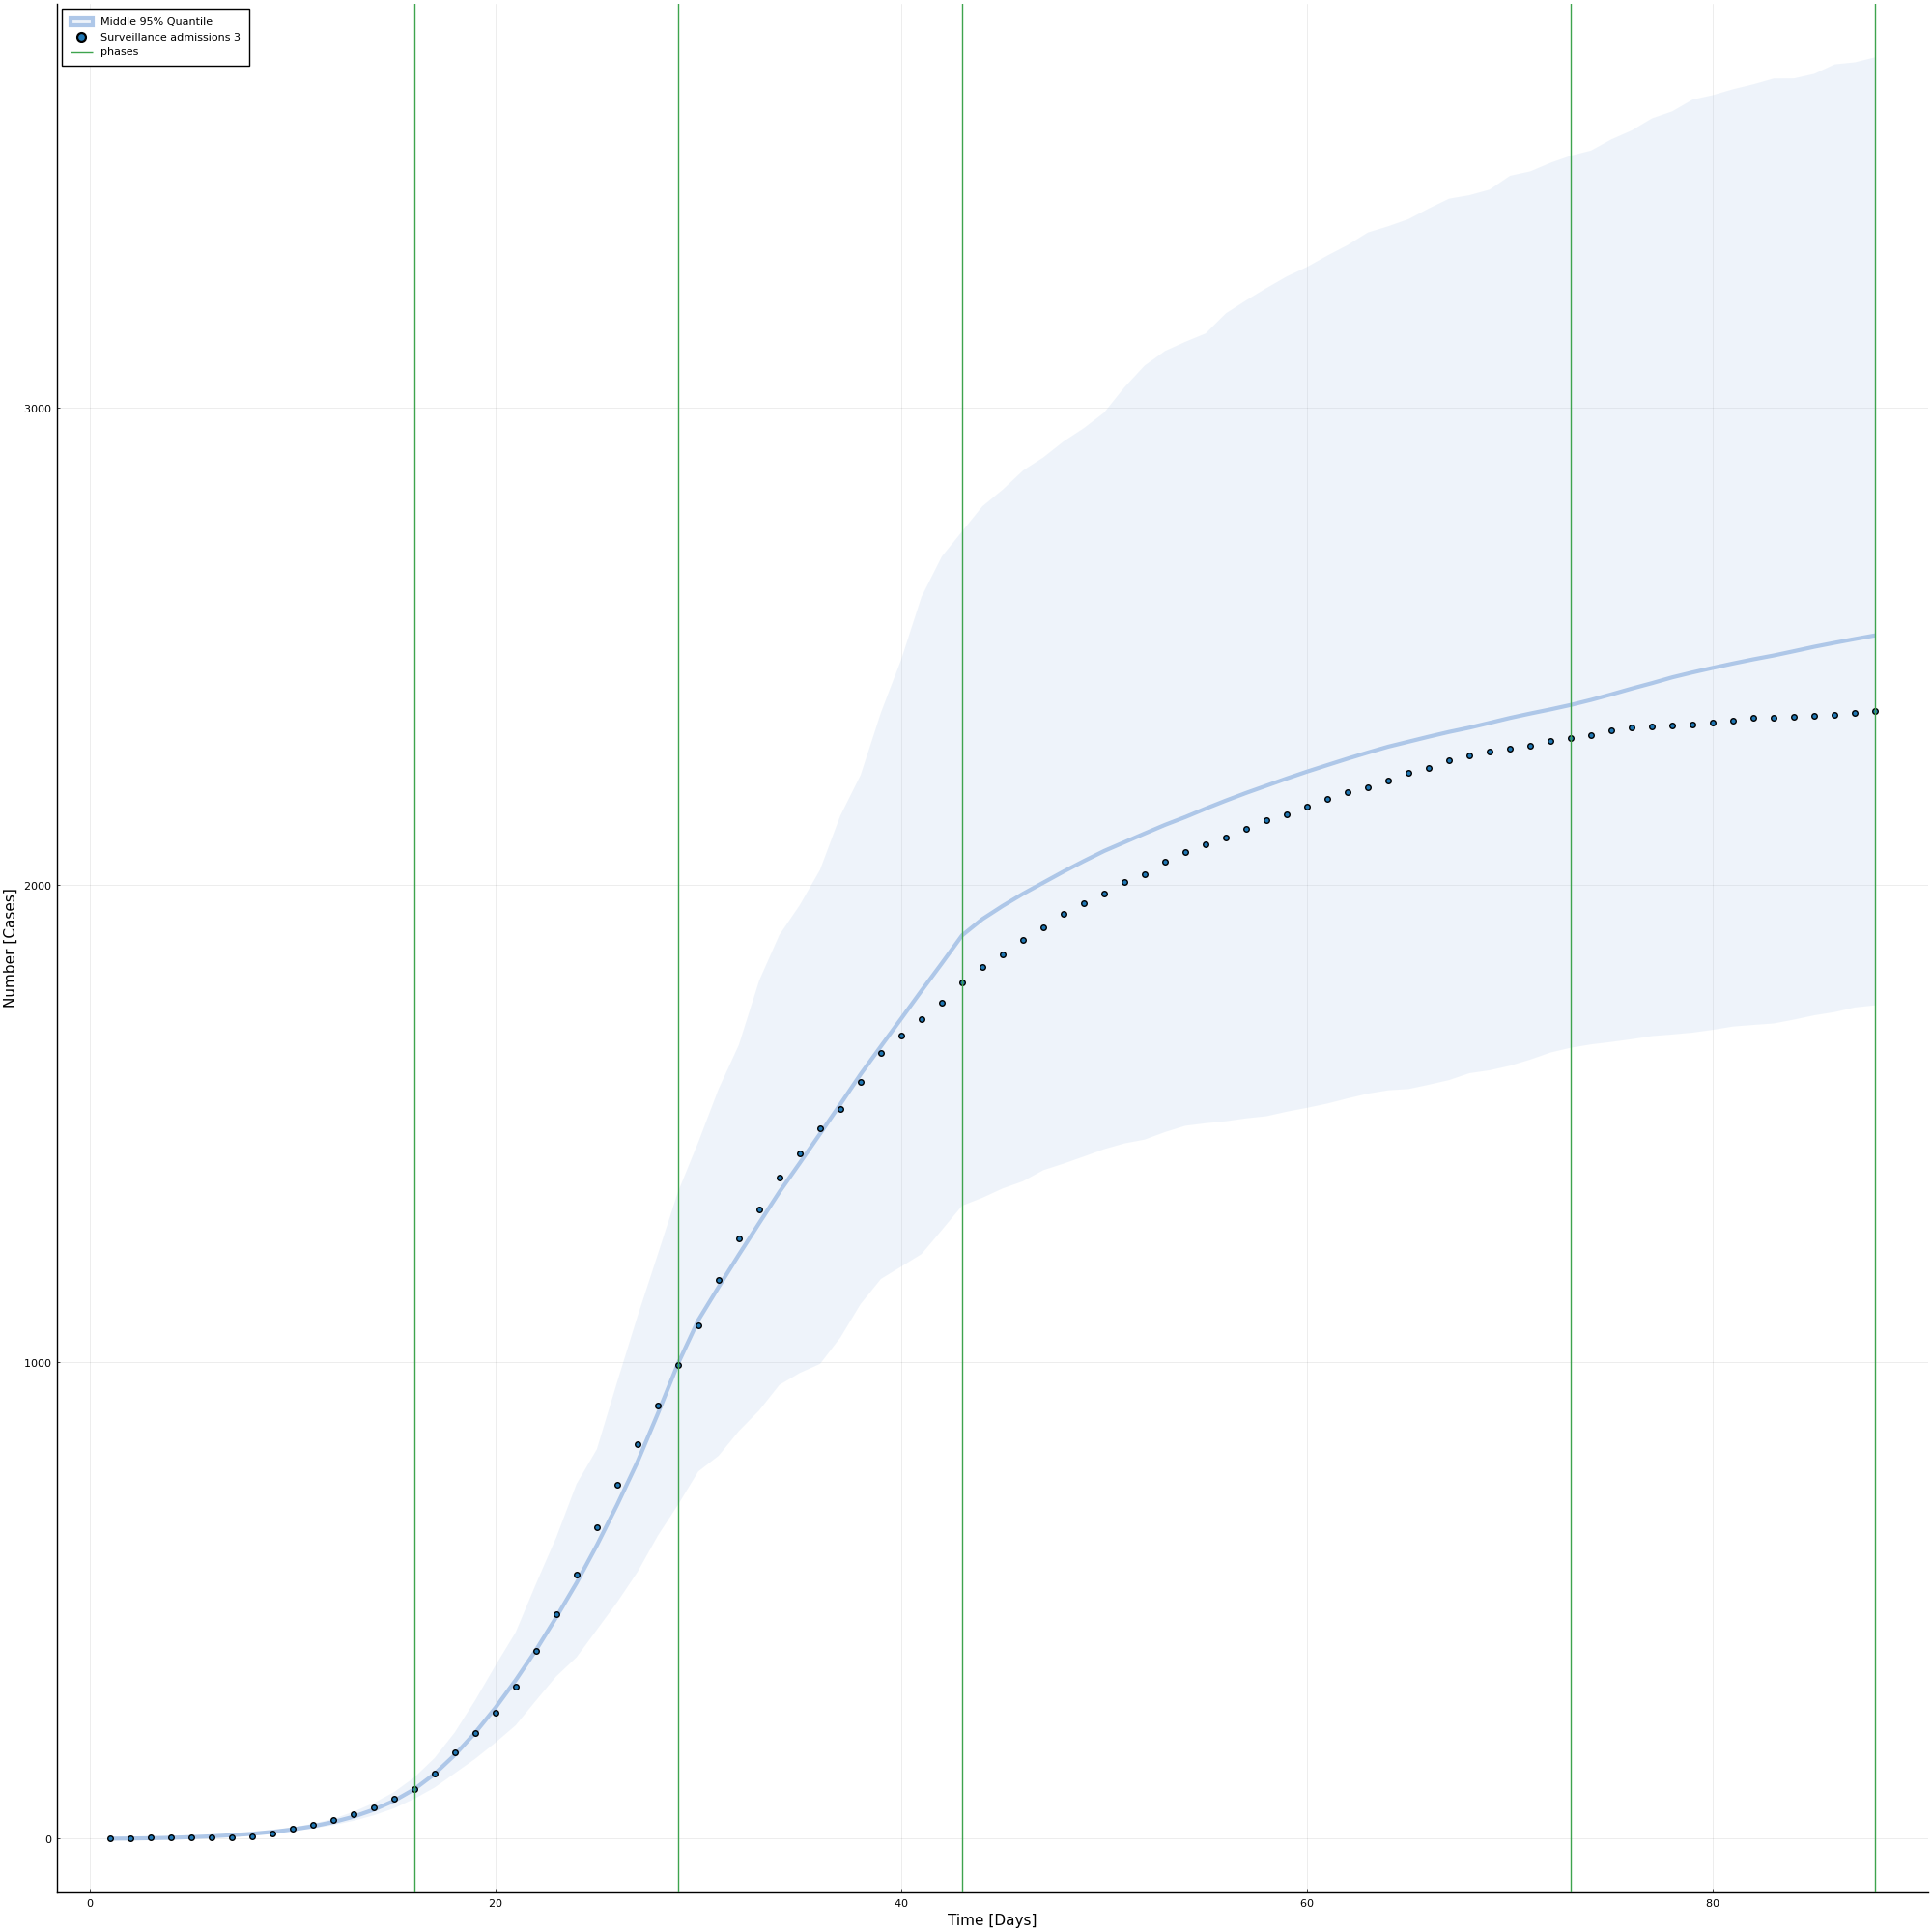 Middle 95% Quantile
Surveillance admissions 3
phases
3000
2000
1000
0
Number [Cases]
0 20 40 60 80
Time [Days]